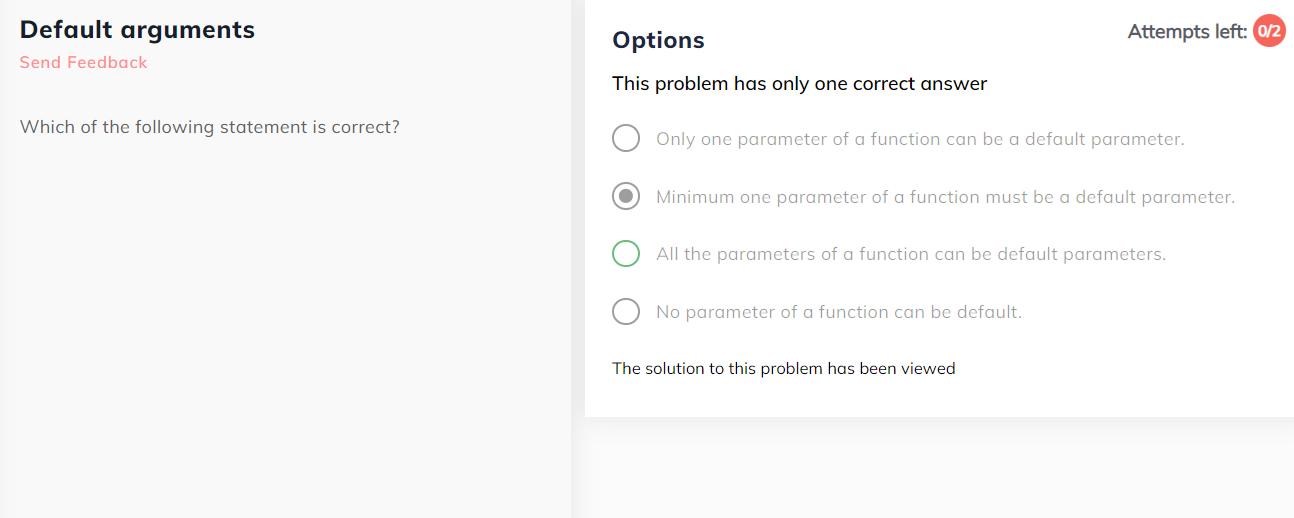 Default arguments
Send Feedback
Which of the following statement is correct?
Options
Attempts left: 0/2
This problem has only one correct answer
Only one parameter of a function can be a default parameter.
Minimum one parameter of a function must be a default parameter.
All the parameters of a function can be default parameters.
No parameter of a function can be default.
The solution to this problem has been viewed